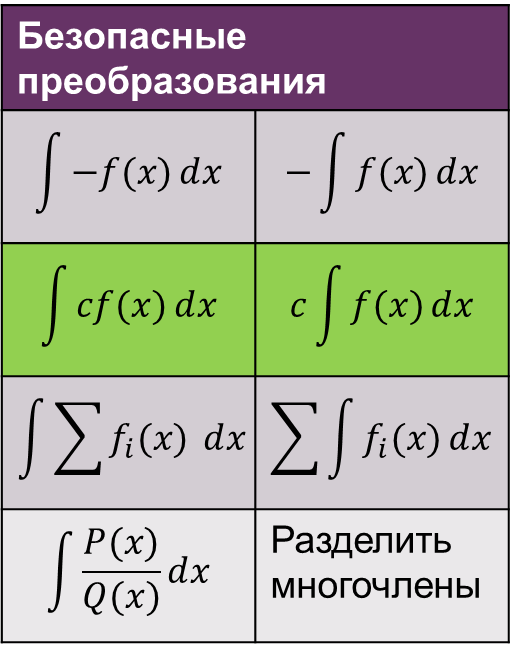 Безопасные
преобразования
∫ −f(x) dx
− ∫ f(x) dx
∫ cf(x) dx
c ∫ f(x) dx
∫ ∑ fᵢ(x) dx
∑ ∫ fᵢ(x) dx
∫ P(x)/Q(x) dx
Разделить
многочлены